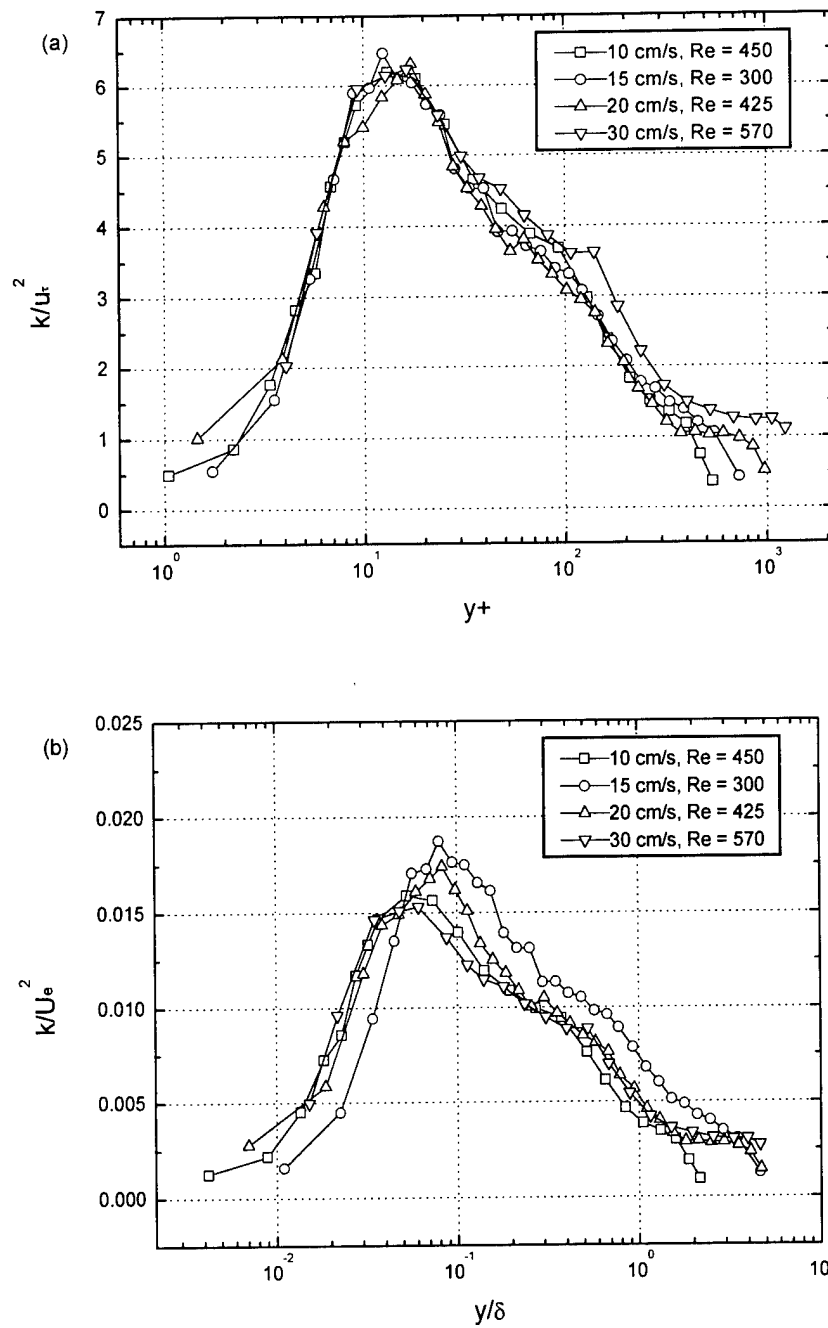 (a)
7
6
5
4
3
2
1
0
k/u_τ^2
10^0
10^1
10^2
10^3
y+
10 cm/s, Re = 450
15 cm/s, Re = 300
20 cm/s, Re = 425
30 cm/s, Re = 570
(b)
0.025
0.020
0.015
0.010
0.005
0.000
k/U_e^2
10^-2
10^-1
10^0
10
y/δ
10 cm/s, Re = 450
15 cm/s, Re = 300
20 cm/s, Re = 425
30 cm/s, Re = 570